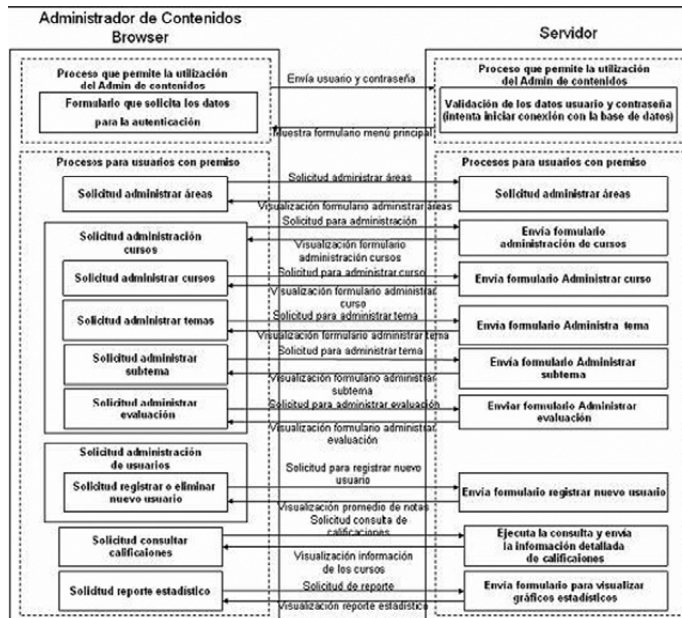 Administrador de Contenidos
Browser
Servidor
Proceso que permite la utilización
del Admin de contenidos
Formulario que solicita los datos
para la autenticación
Envía usuario y contraseña
Muestra formulario menú principal
Proceso que permite la utilización
del Admin de contenidos
Validación de los datos usuario y contraseña
(intenta iniciar conexión con la base de datos)
Procesos para usuarios con premiso
Procesos para usuarios con premiso
Solicitud administrar áreas
Solicitud administrar áreas
Visualización formulario administrar áreas
Solicitud administrar áreas
Solicitud administración
cursos
Solicitud para administración
Visualización formulario
administración cursos
Envía formulario
administración de cursos
Solicitud administrar cursos
Solicitud para administrar curso
Visualización formulario administrar
curso
Envía formulario Administrar curso
Solicitud administrar temas
Solicitud para administrar tema
Visualización formulario administrar tema
Envía formulario Administra tema
Solicitud administrar
subtema
Solicitud para administrar tema
Visualización formulario administrar
subtema
Envía formulario Administrar
subtema
Solicitud administrar
evaluación
Solicitud para administrar evaluación
Visualización formulario administrar
evaluación
Enviar formulario Administrar
evaluación
Solicitud administración
de usuarios
Solicitud registrar o eliminar
nuevo usuario
Solicitud para registrar nuevo
usuario
Visualización promedio de notas
Envía formulario registrar nuevo usuario
Solicitud consultar
calificaiones
Solicitud consulta de
calificaciones
Visualización información
de los cursos
Ejecuta la consulta y envía
la información detallada
de calificaiones
Solicitud reporte estadístico
Solicitud de reporte
Visualización reporte estadístico
Envía formulario para visualizar
gráficos estadísticos